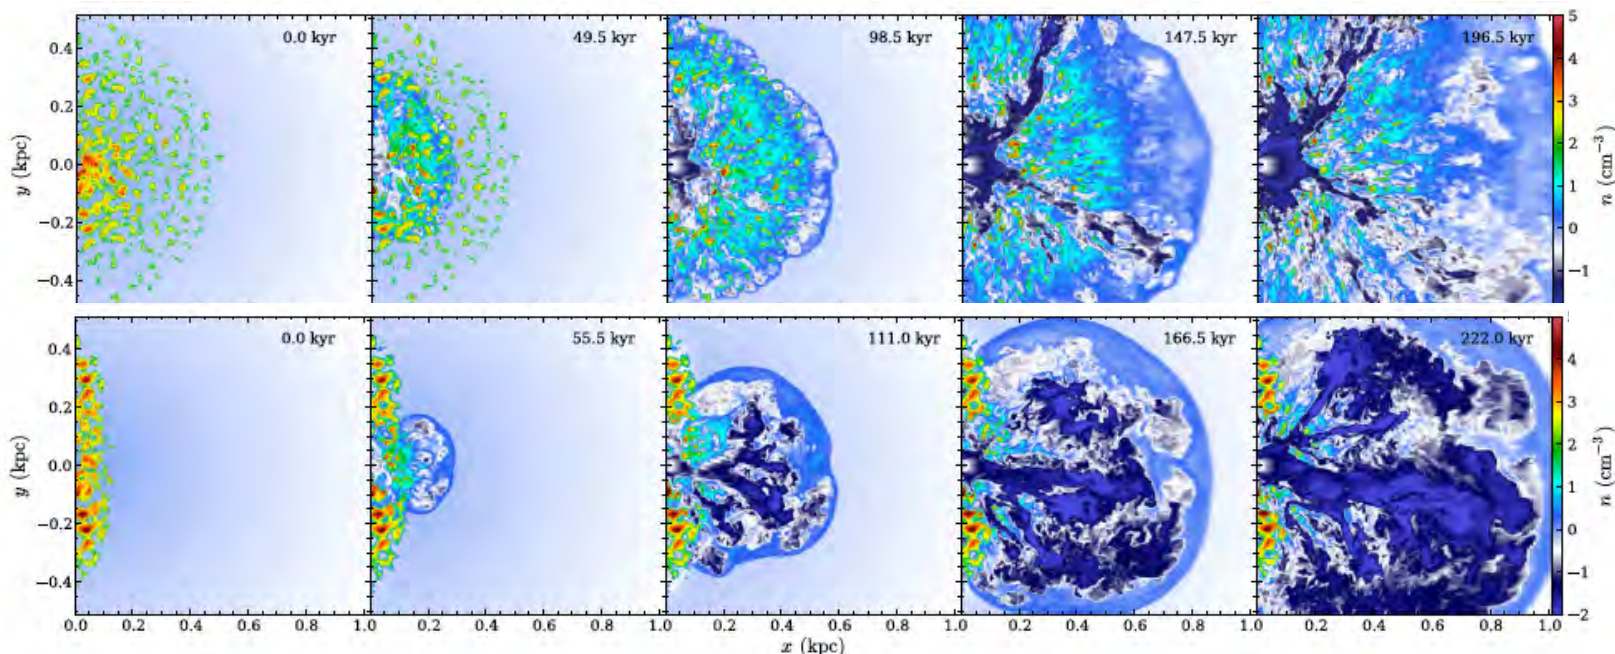 0.0 kyr
49.5 kyr
98.5 kyr
147.5 kyr
196.5 kyr
0.4
0.2
0.0
−0.2
−0.4
y (kpc)
5
4
3
2
1
0
−1
n (cm⁻³)
0.0 kyr
55.5 kyr
111.0 kyr
166.5 kyr
222.0 kyr
0.4
0.2
0.0
−0.2
−0.4
y (kpc)
4
3
2
1
0
−1
−2
n (cm⁻³)
0.0 0.2 0.4 0.6 0.8 1.0 0.2 0.4 0.6 0.8 1.0 0.2 0.4 0.6 0.8 1.0 0.2 0.4 0.6 0.8 1.0 0.2 0.4 0.6 0.8 1.0
x (kpc)